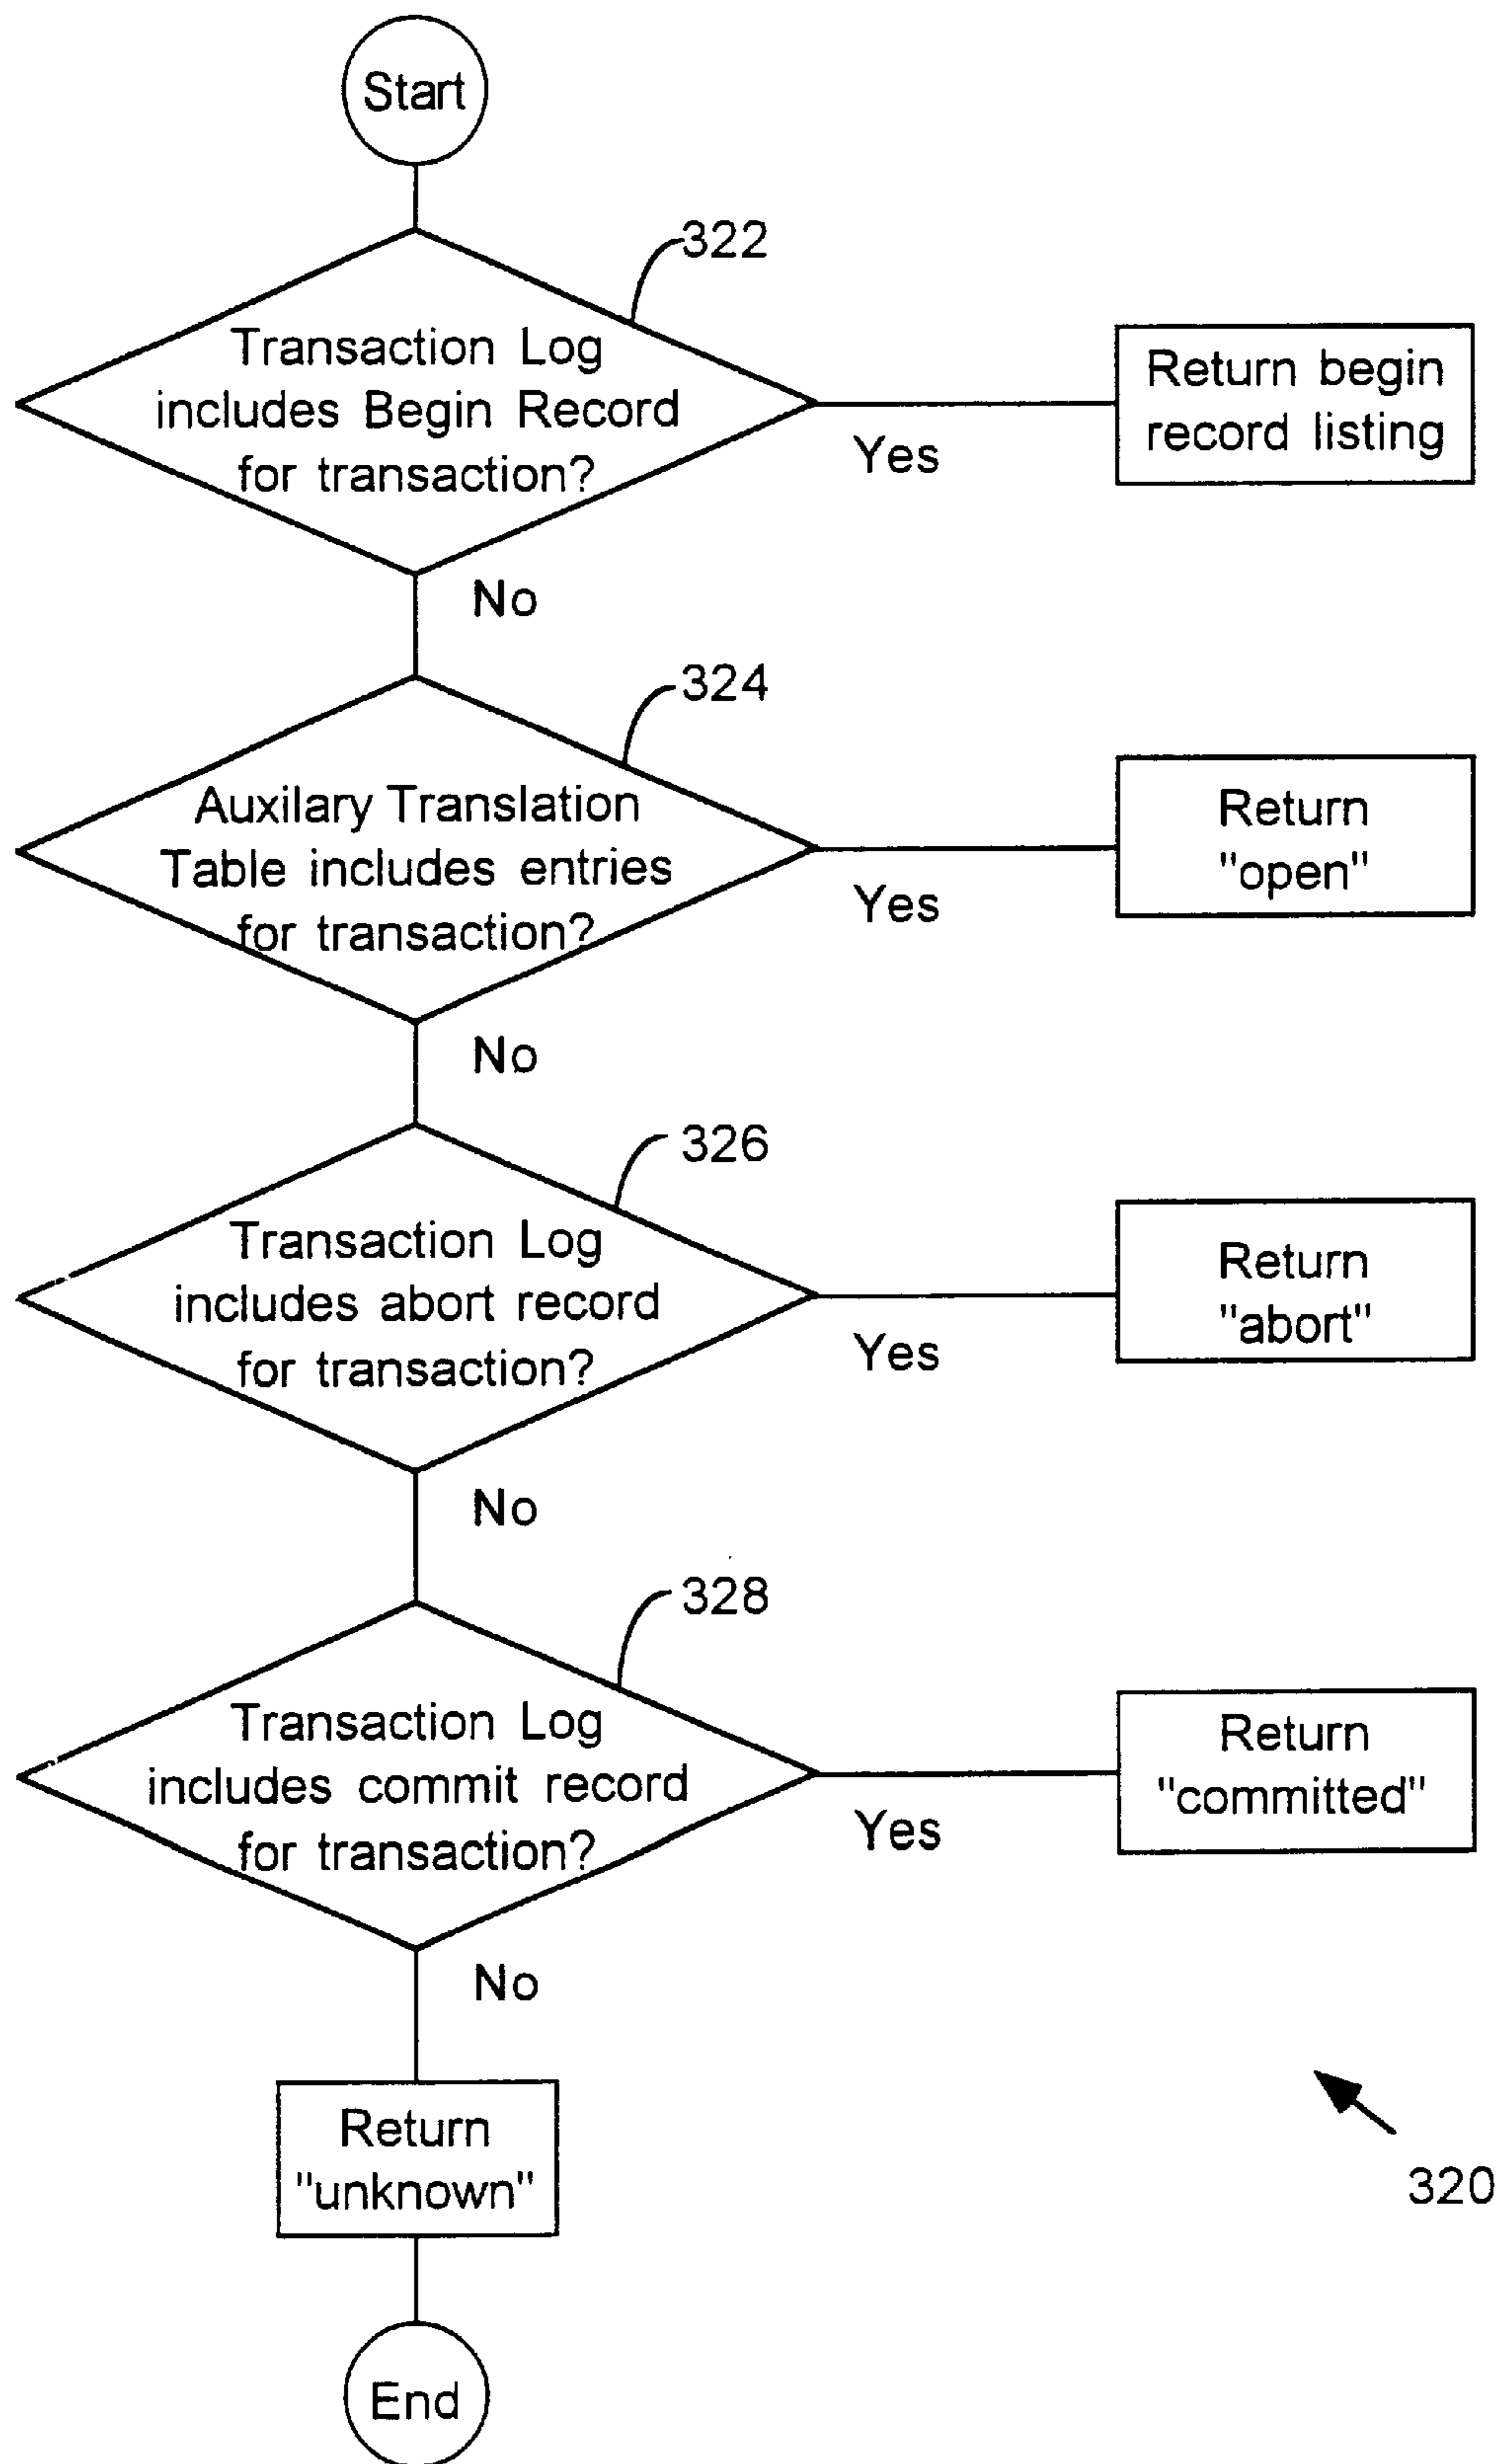 Start
322
Transaction Log
includes Begin Record
for transaction?
Yes
Return begin
record listing
No
324
Auxilary Translation
Table includes entries
for transaction?
Yes
Return
"open"
No
326
Transaction Log
includes abort record
for transaction?
Yes
Return
"abort"
No
328
Transaction Log
includes commit record
for transaction?
Yes
Return
"committed"
No
Return
"unknown"
320
End